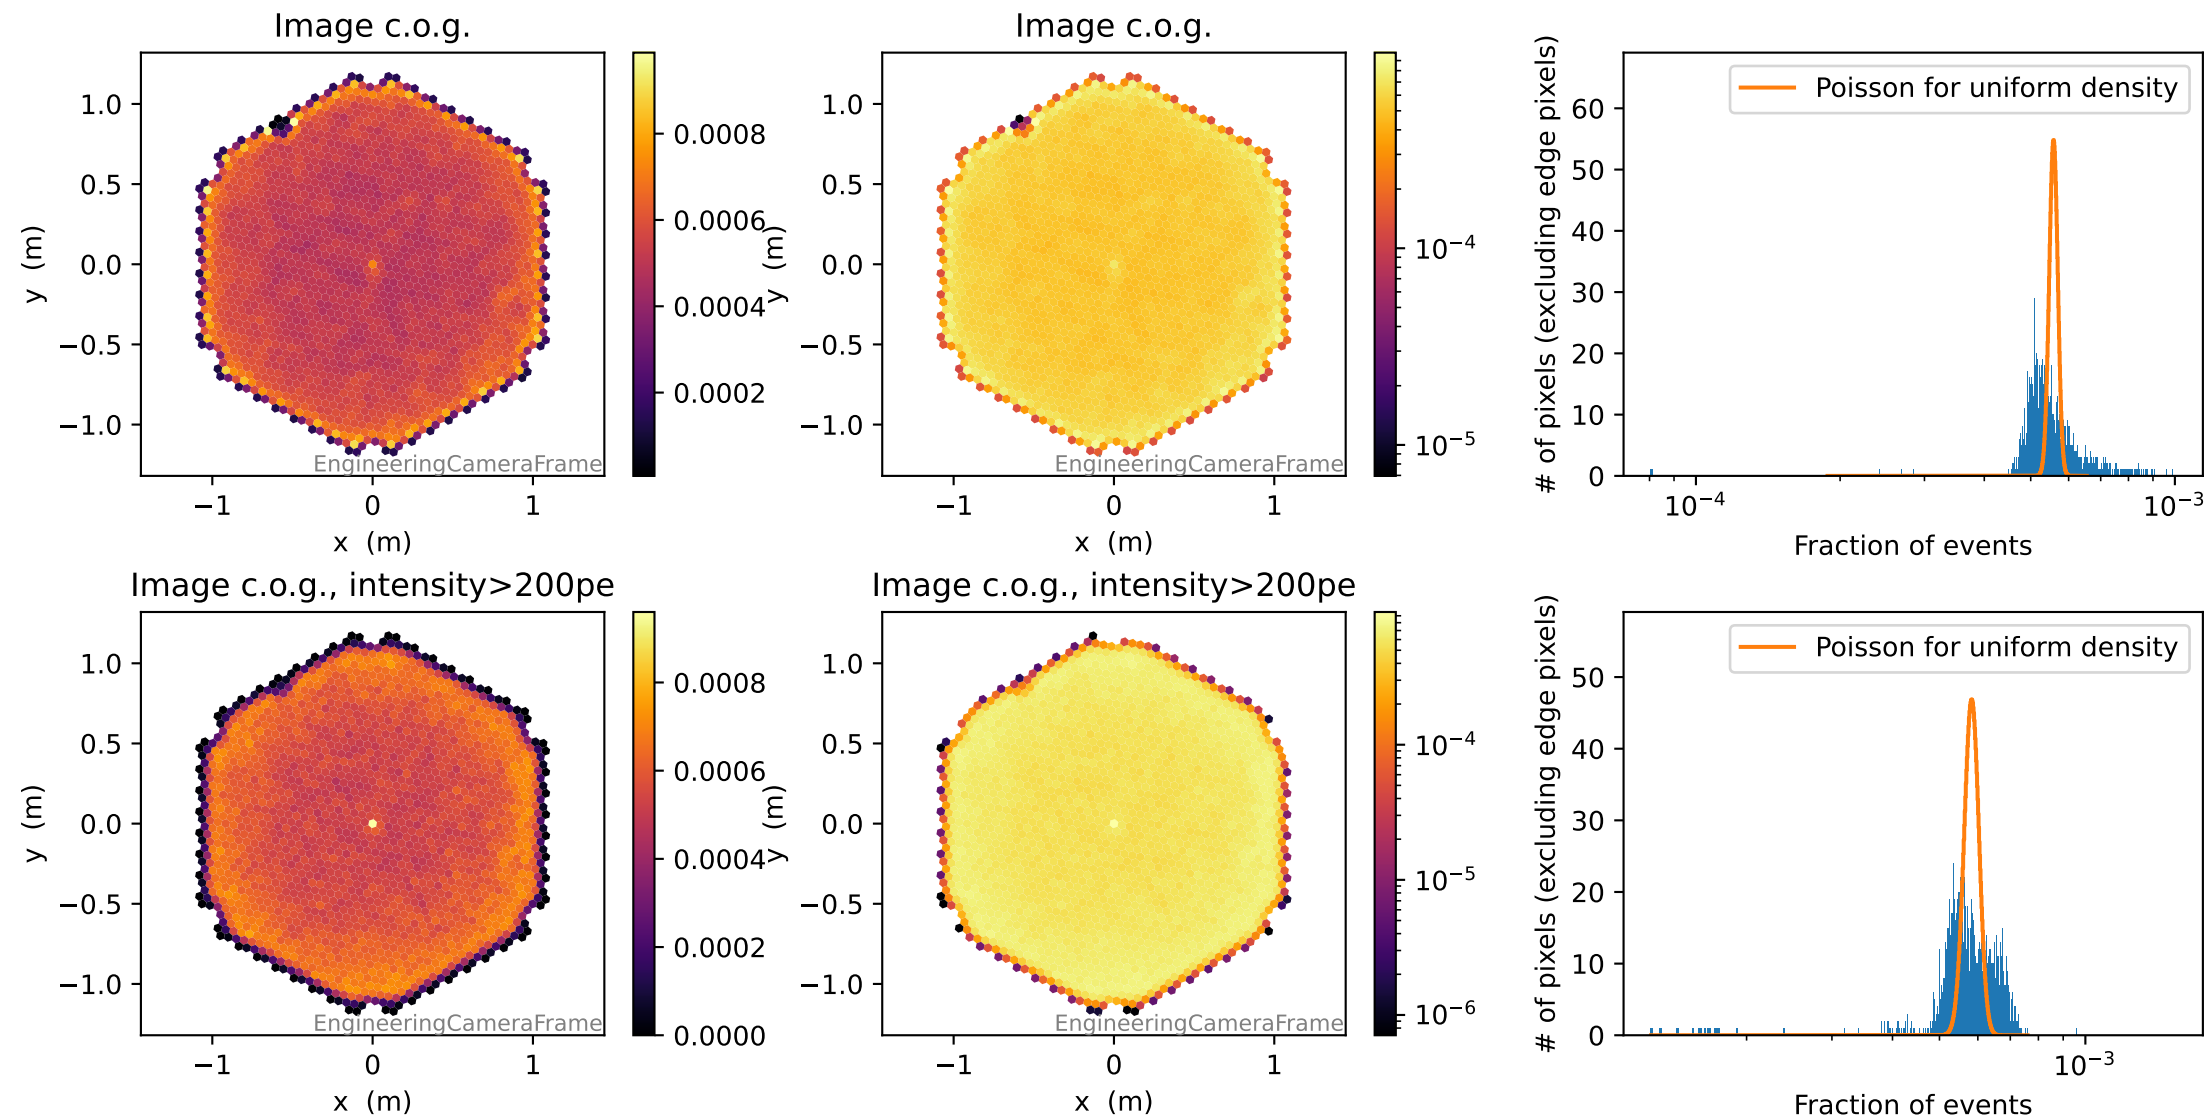 Image c.o.g.
1.0
0.5
0.0
−0.5
−1.0
y (m)
−1
0
1
x (m)
EngineeringCameraFrame
0.0008
0.0006
0.0004
0.0002
Image c.o.g.
1.0
0.5
0.0
−0.5
−1.0
y (m)
−1
0
1
x (m)
EngineeringCameraFrame
10⁻⁴
10⁻⁵
# of pixels (excluding edge pixels)
60
50
40
30
20
10
0
Poisson for uniform density
10⁻⁴
10⁻³
Fraction of events
Image c.o.g., intensity>200pe
1.0
0.5
0.0
−0.5
−1.0
y (m)
−1
0
1
x (m)
EngineeringCameraFrame
0.0008
0.0006
0.0004
0.0002
0.0000
Image c.o.g., intensity>200pe
1.0
0.5
0.0
−0.5
−1.0
y (m)
−1
0
1
x (m)
EngineeringCameraFrame
10⁻⁴
10⁻⁵
10⁻⁶
# of pixels (excluding edge pixels)
50
40
30
20
10
0
Poisson for uniform density
10⁻³
Fraction of events